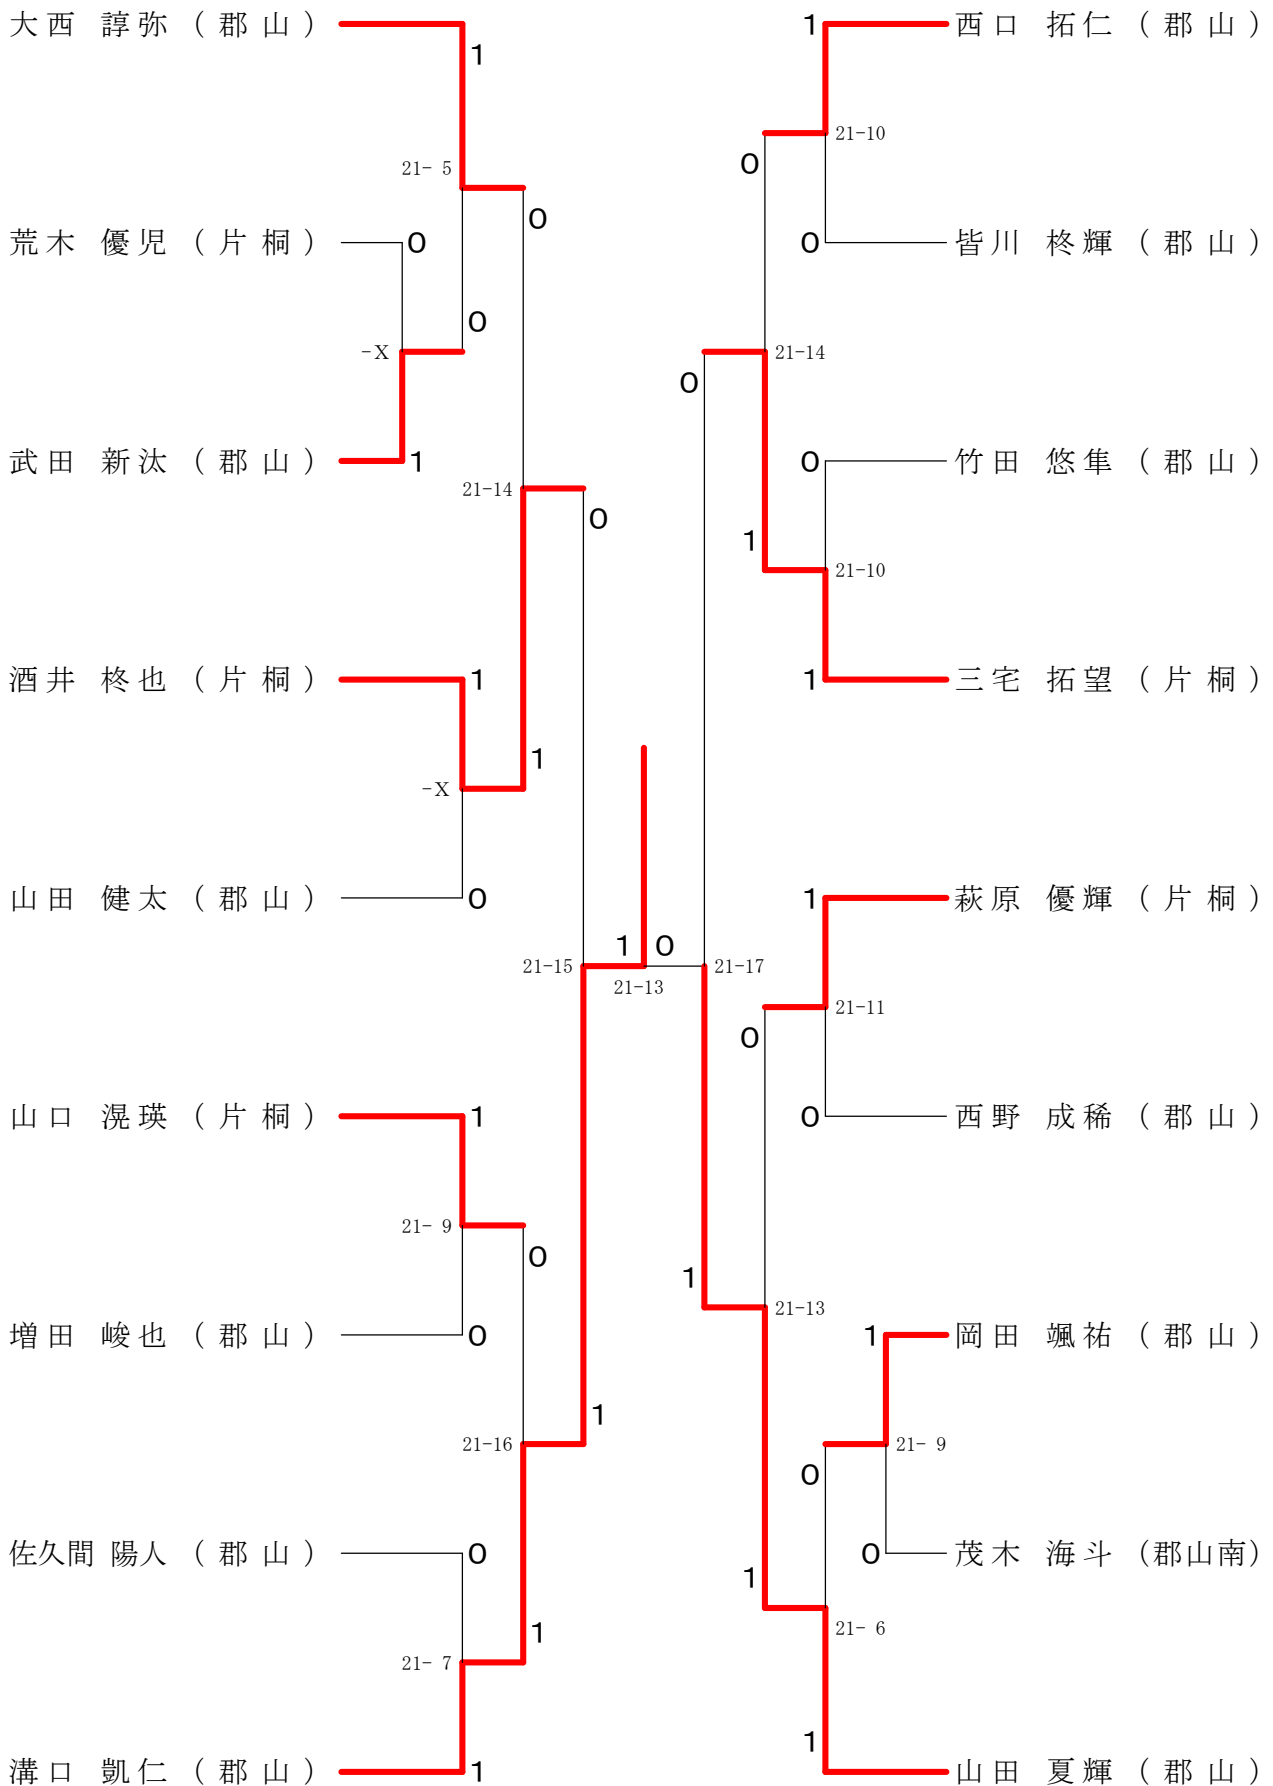 大西 諄弥 (郡山)
1
21- 5
0
荒木 優児 (片桐)
0
0
-X
武田 新汰 (郡山)
1
21-14
0
酒井 柊也 (片桐)
1
1
-X
山田 健太 (郡山)
0
21-15
山口 滉瑛 (片桐)
1
21- 9
0
増田 峻也 (郡山)
0
1
21-16
佐久間 陽人 (郡山)
0
1
21- 7
溝口 凱仁 (郡山)
1
1 0
21-13
1 西口 拓仁 (郡山)
21-10
0
0 皆川 柊輝 (郡山)
21-14
0
0 竹田 悠隼 (郡山)
1
21-10
1 三宅 拓望 (片桐)
1 萩原 優輝 (片桐)
21-17
21-11
0
0 西野 成稀 (郡山)
1
21-13
1 岡田 颯祐 (郡山)
21- 9
0
0 茂木 海斗 (郡山南)
1
21- 6
1
山田 夏輝 (郡山)